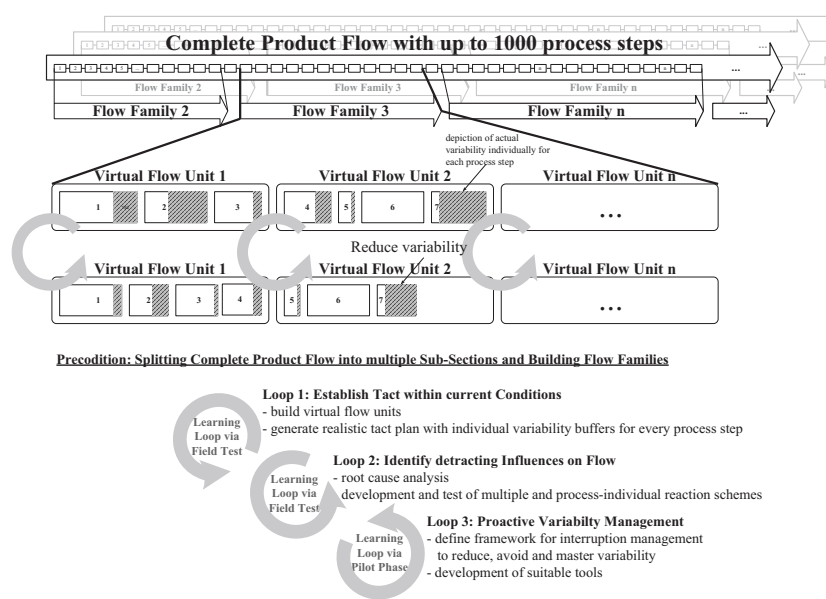 Complete Product Flow with up to 1000 process steps
1 2 3 4 5 ... n n ...
Flow Family 2 Flow Family 3 Flow Family n
Flow Family 2 Flow Family 3 Flow Family n ...
depiction of actual
variability individually for
each process step
Virtual Flow Unit 1 Virtual Flow Unit 2 Virtual Flow Unit n
1 2 3 4 5 6 7 ...
Reduce variability
Virtual Flow Unit 1 Virtual Flow Unit 2 Virtual Flow Unit n
1 2 3 4 5 6 7 ...
Precodition: Splitting Complete Product Flow into multiple Sub-Sections and Building Flow Families
Learning
Loop via
Field Test
Loop 1: Establish Tact within current Conditions
- build virtual flow units
- generate realistic tact plan with individual variability buffers for every process step
Learning
Loop via
Field Test
Loop 2: Identify detracting Influences on Flow
- root cause analysis
development and test of multiple and process-individual reaction schemes
Learning
Loop via
Pilot Phase
Loop 3: Proactive Variabilty Management
- define framework for interruption management
to reduce, avoid and master variability
- development of suitable tools